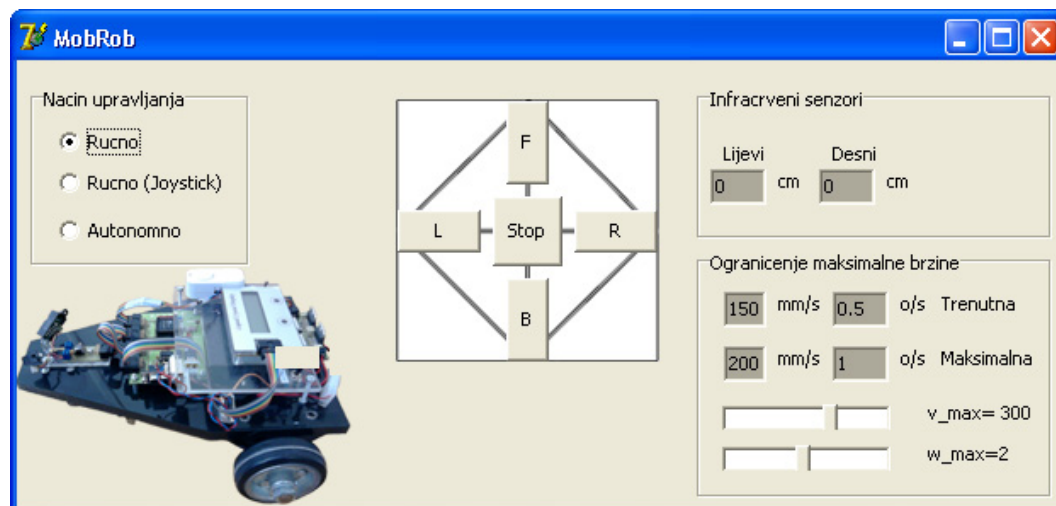 MobRob
Nacin upravljanja
Rucno
Rucno (Joystick)
Autonomno
F
L Stop R
B
Infracrveni senzori
Lijevi Desni
0 cm 0 cm
Ogranicenje maksimalne brzine
150 mm/s 0.5 o/s Trenutna
200 mm/s 1 o/s Maksimalna
v_max= 300
w_max=2